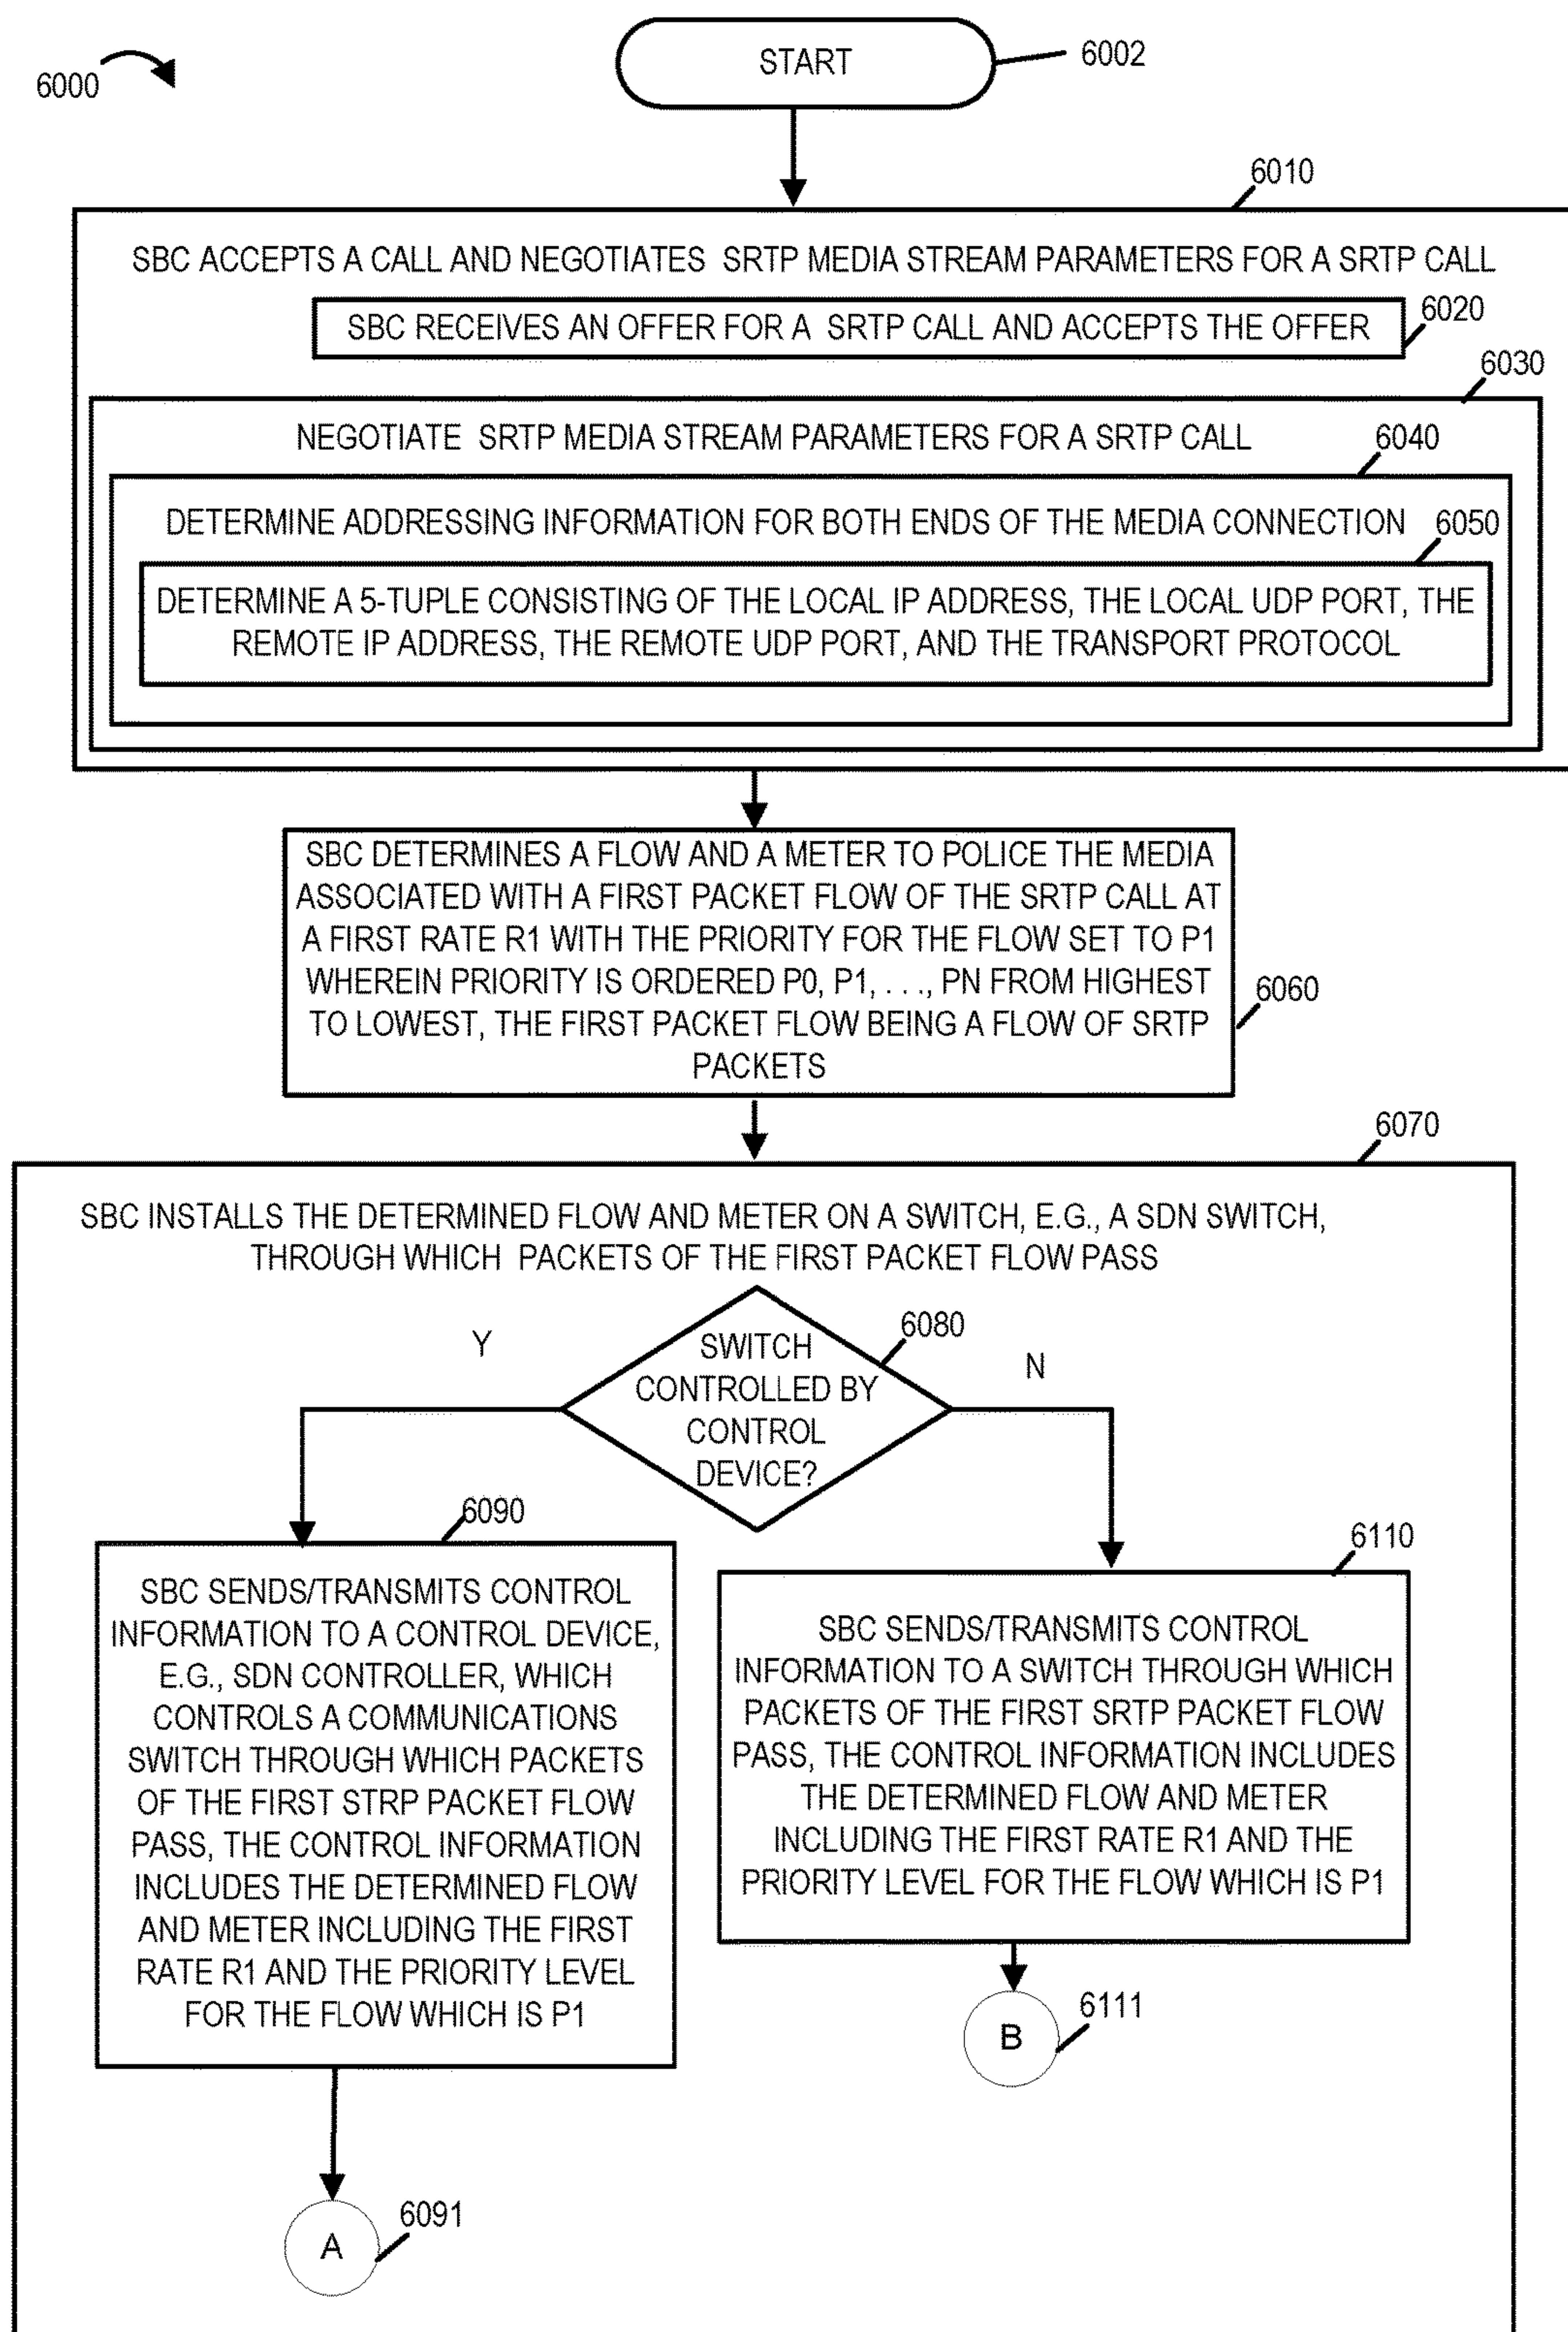 6000
START
6002
6010
SBC ACCEPTS A CALL AND NEGOTIATES SRTP MEDIA STREAM PARAMETERS FOR A SRTP CALL
6020
SBC RECEIVES AN OFFER FOR A SRTP CALL AND ACCEPTS THE OFFER
6030
NEGOTIATE SRTP MEDIA STREAM PARAMETERS FOR A SRTP CALL
6040
DETERMINE ADDRESSING INFORMATION FOR BOTH ENDS OF THE MEDIA CONNECTION
6050
DETERMINE A 5-TUPLE CONSISTING OF THE LOCAL IP ADDRESS, THE LOCAL UDP PORT, THE
REMOTE IP ADDRESS, THE REMOTE UDP PORT, AND THE TRANSPORT PROTOCOL
SBC DETERMINES A FLOW AND A METER TO POLICE THE MEDIA
ASSOCIATED WITH A FIRST PACKET FLOW OF THE SRTP CALL AT
A FIRST RATE R1 WITH THE PRIORITY FOR THE FLOW SET TO P1
WHEREIN PRIORITY IS ORDERED P0, P1, . . ., PN FROM HIGHEST
TO LOWEST, THE FIRST PACKET FLOW BEING A FLOW OF SRTP
PACKETS
6060
6070
SBC INSTALLS THE DETERMINED FLOW AND METER ON A SWITCH, E.G., A SDN SWITCH,
THROUGH WHICH PACKETS OF THE FIRST PACKET FLOW PASS
6080
Y
N
SWITCH
CONTROLLED BY
CONTROL
DEVICE?
6090
SBC SENDS/TRANSMITS CONTROL
INFORMATION TO A CONTROL DEVICE,
E.G., SDN CONTROLLER, WHICH
CONTROLS A COMMUNICATIONS
SWITCH THROUGH WHICH PACKETS
OF THE FIRST STRP PACKET FLOW
PASS, THE CONTROL INFORMATION
INCLUDES THE DETERMINED FLOW
AND METER INCLUDING THE FIRST
RATE R1 AND THE PRIORITY LEVEL
FOR THE FLOW WHICH IS P1
6110
SBC SENDS/TRANSMITS CONTROL
INFORMATION TO A SWITCH THROUGH WHICH
PACKETS OF THE FIRST SRTP PACKET FLOW
PASS, THE CONTROL INFORMATION INCLUDES
THE DETERMINED FLOW AND METER
INCLUDING THE FIRST RATE R1 AND THE
PRIORITY LEVEL FOR THE FLOW WHICH IS P1
B
6111
A
6091